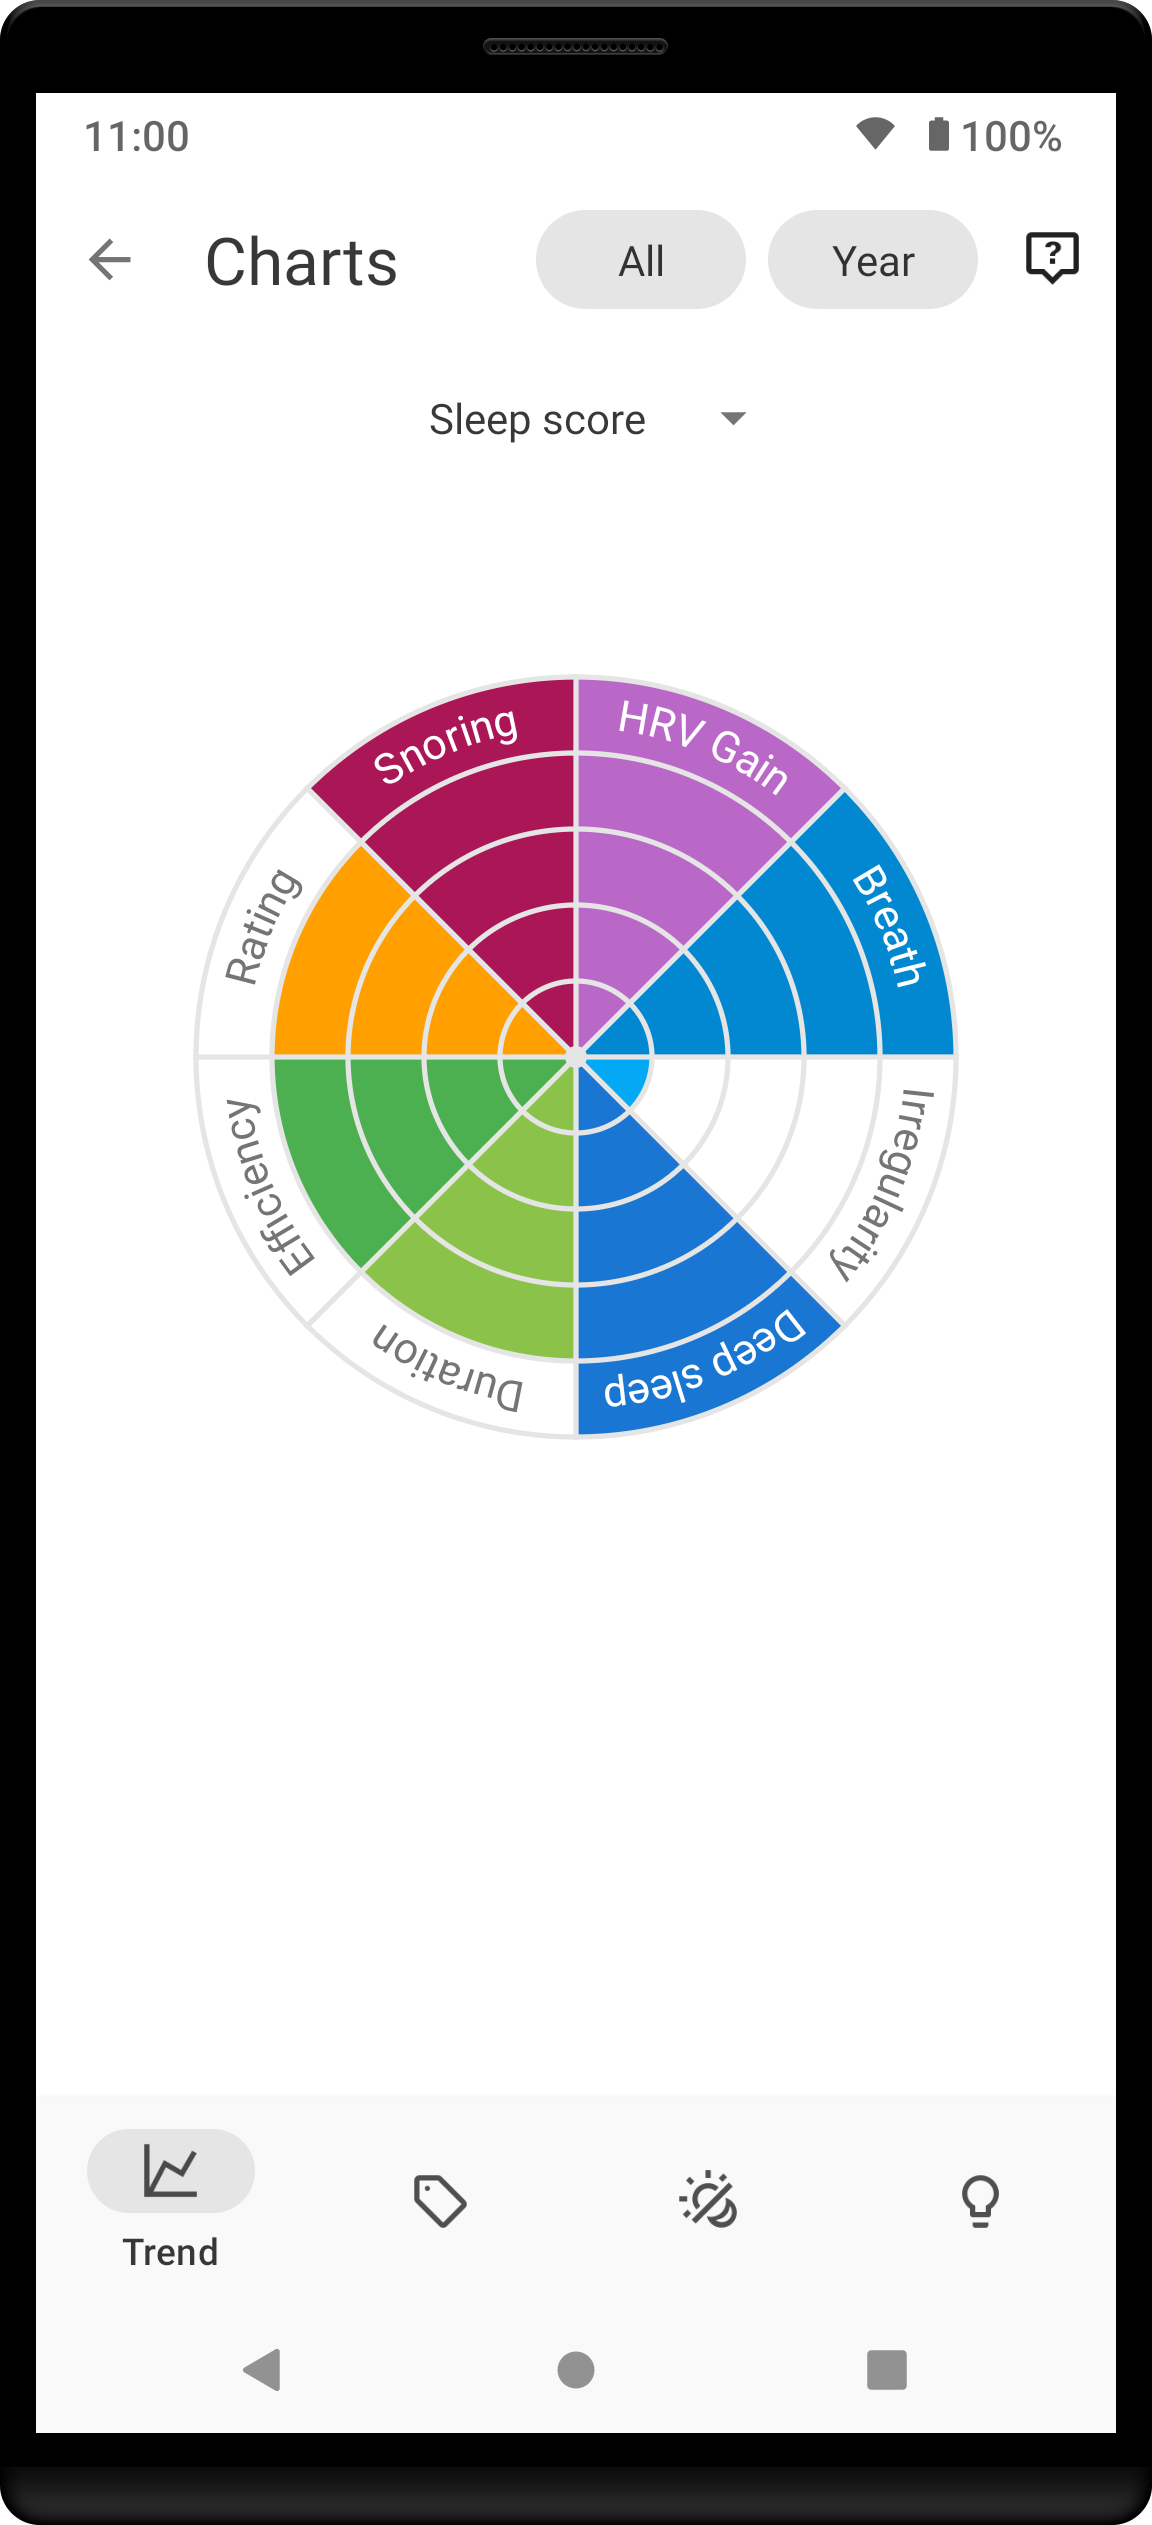 11:00
100%
Charts
All
Year
?
Sleep score
Snoring
HRV Gain
Breath
Irregularity
Deep sleep
Duration
Efficiency
Rating
Trend